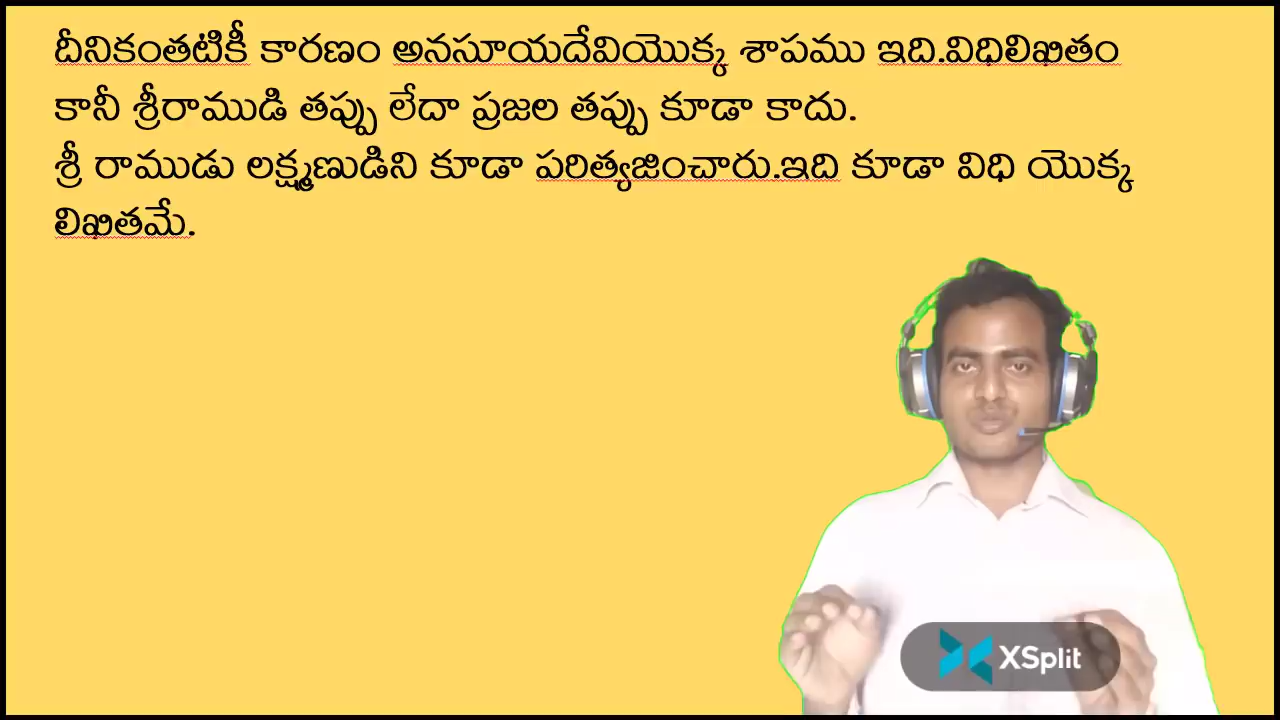 దీనికంతటికీ కారణం అనసూయదేవియొక్క శాపము ఇది.విధిలిఖితం
కానీ శ్రీరాముడి తప్పు లేదా ప్రజల తప్పు కూడా కాదు.
శ్రీ రాముడు లక్ష్మణుడిని కూడా పరిత్యజించారు.ఇది కూడా విధి యొక్క
లిఖితమే.
XSplit